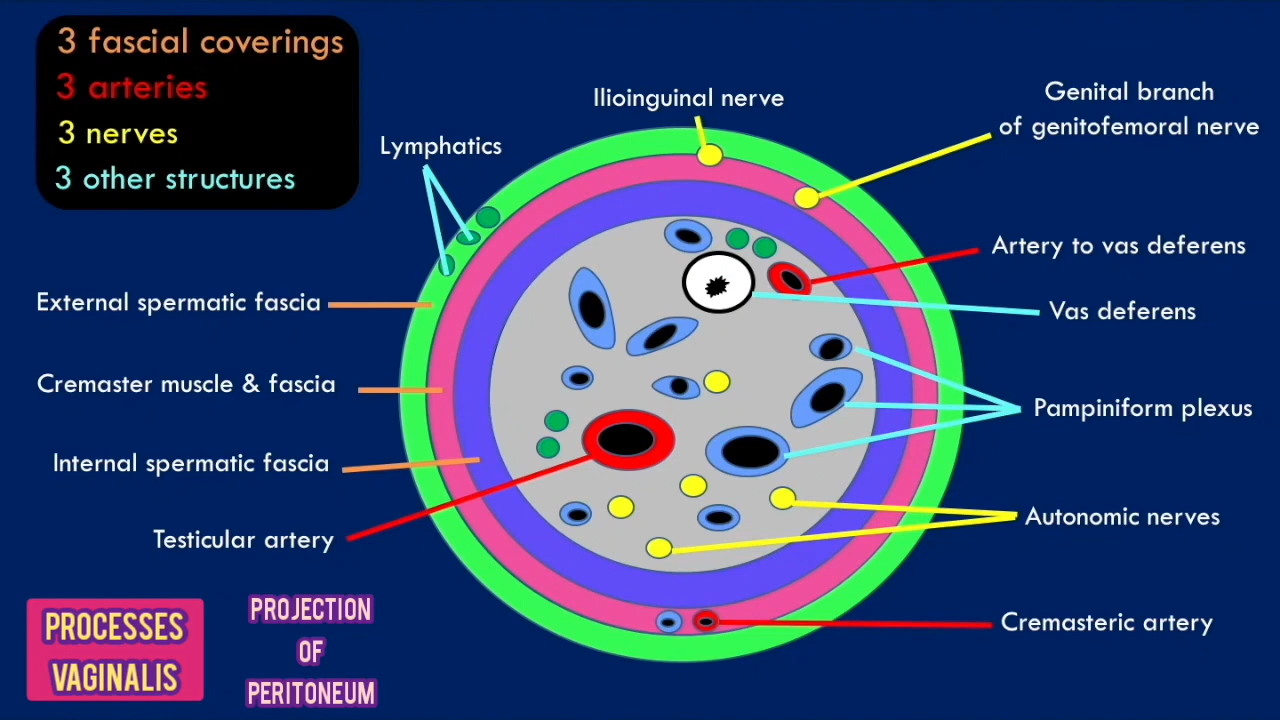 3 fascial coverings
3 arteries
3 nerves
3 other structures
Ilioinguinal nerve
Genital branch
of genitofemoral nerve
Lymphatics
Artery to vas deferens
External spermatic fascia
Vas deferens
Cremaster muscle & fascia
Pampiniform plexus
Internal spermatic fascia
Autonomic nerves
Testicular artery
Cremasteric artery
PROCESSES
VAGINALIS
PROJECTION
OF
PERITONEUM